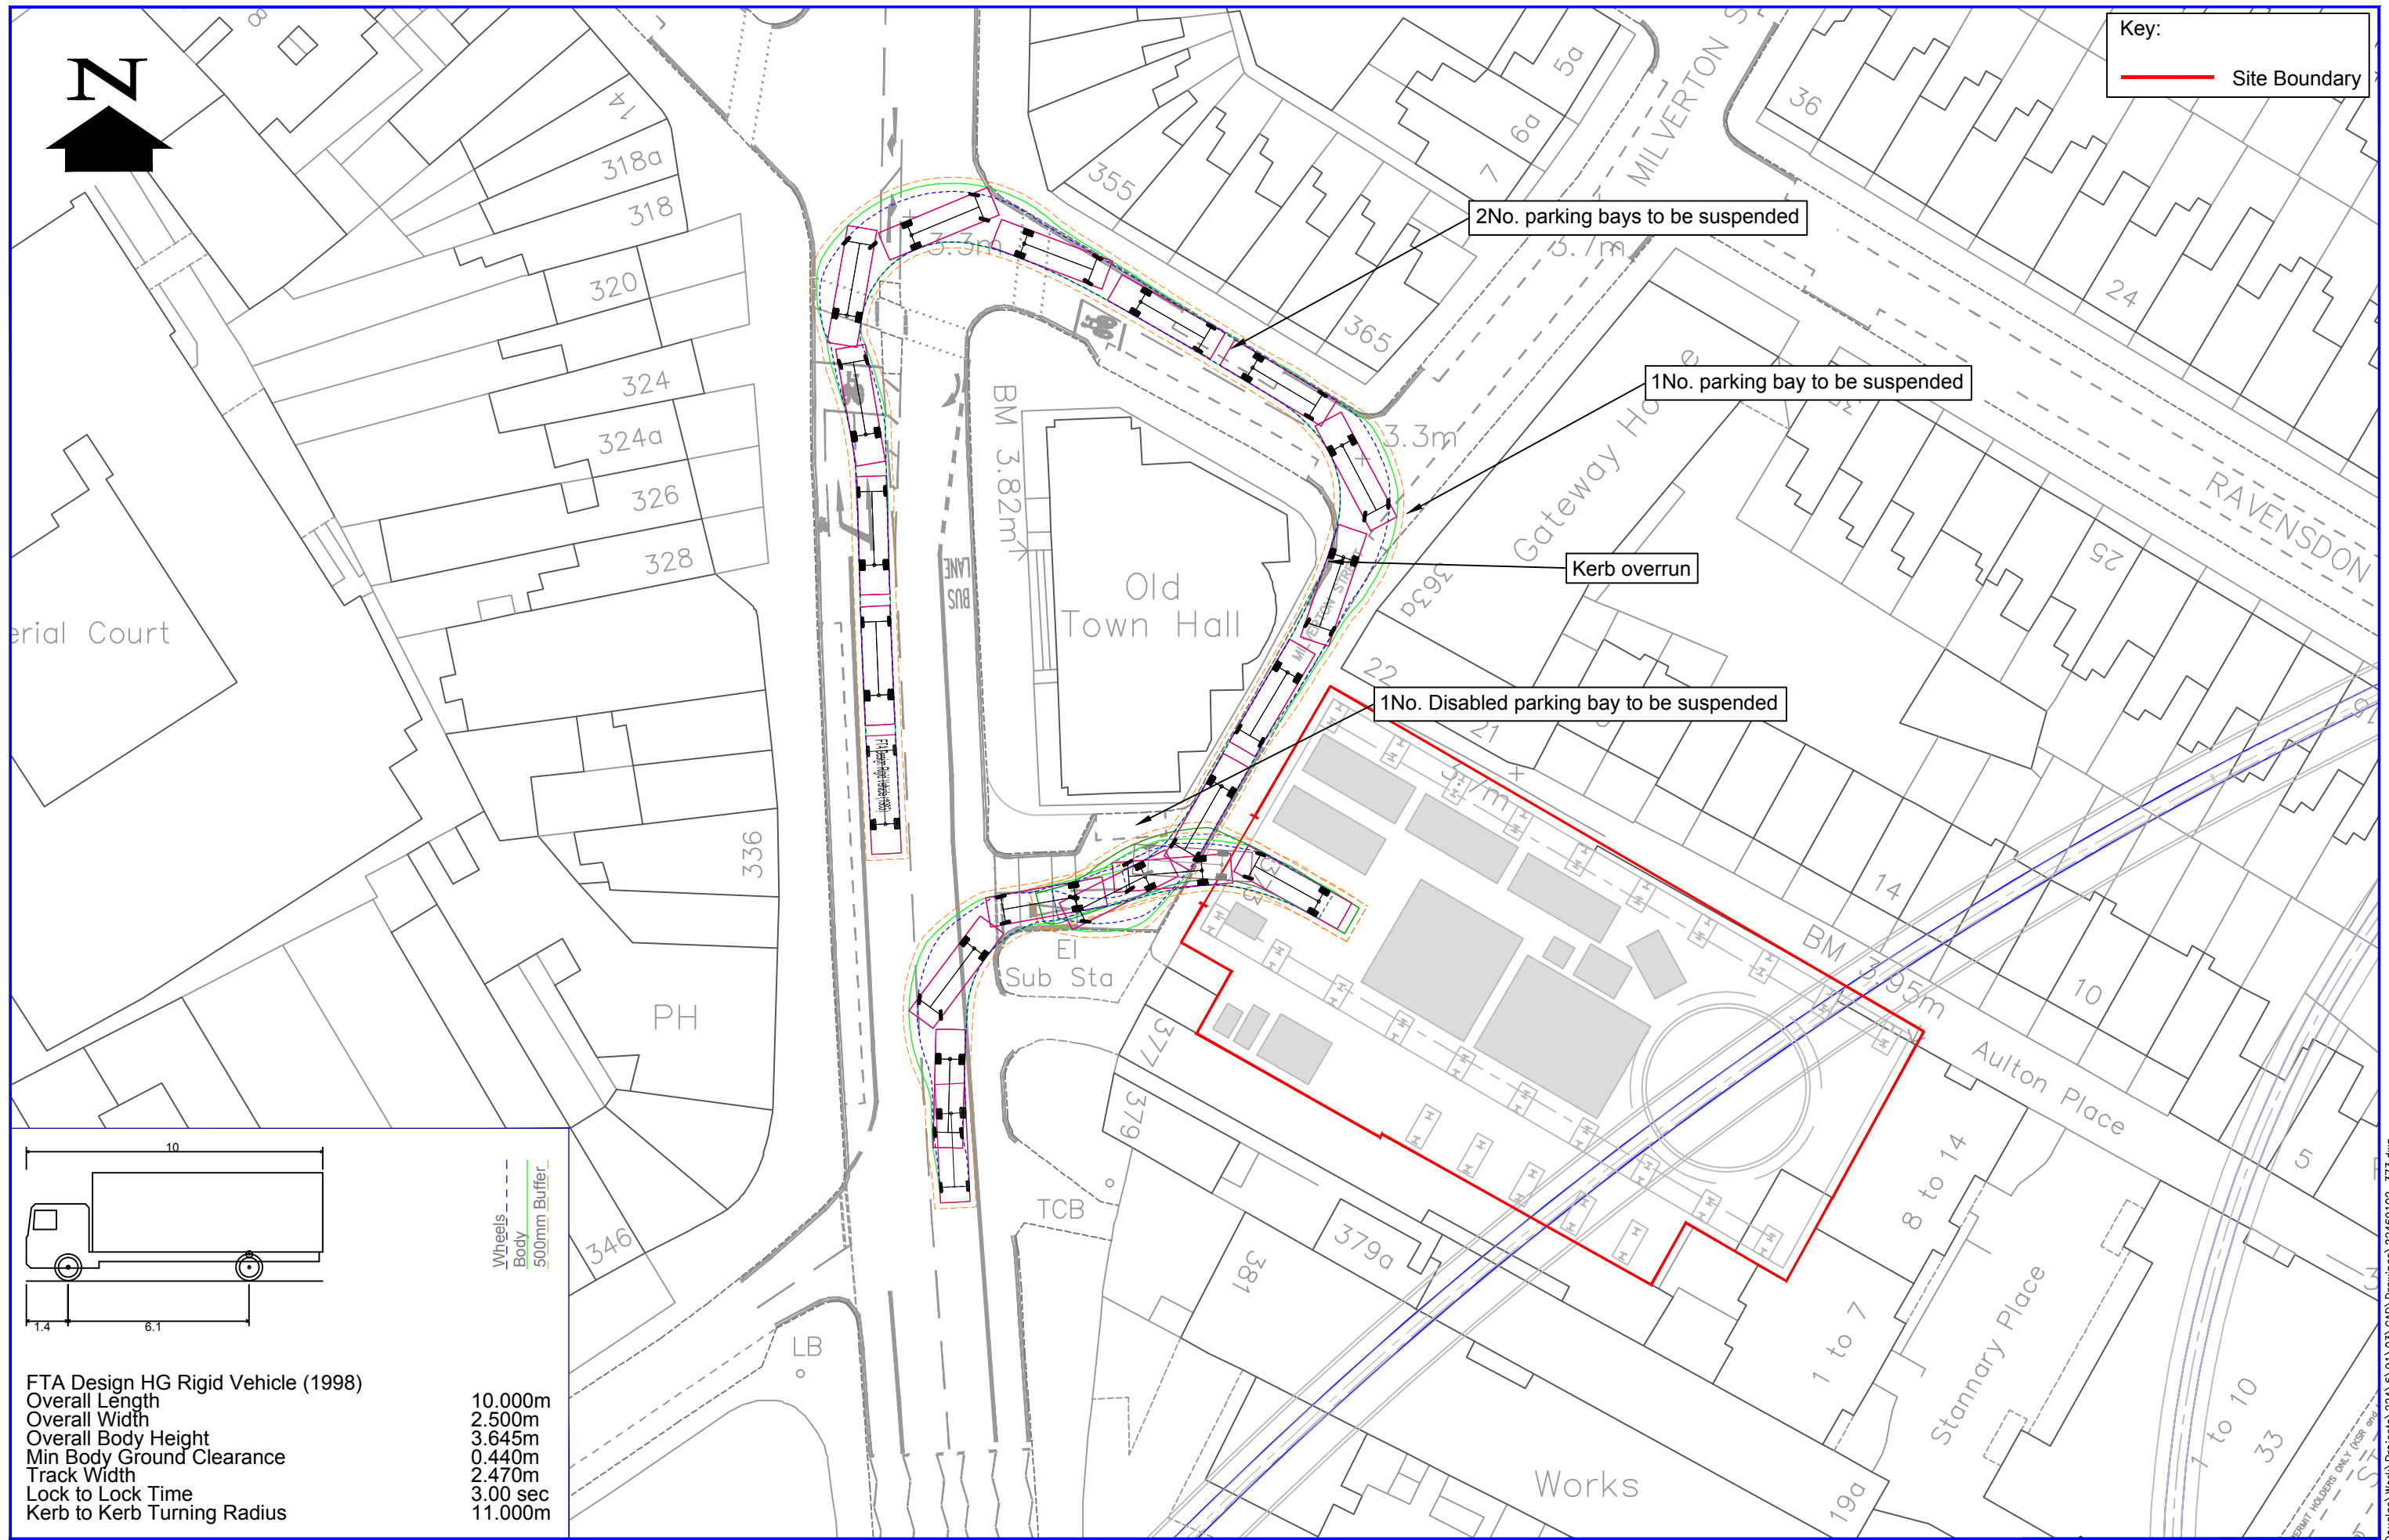 Key:
Site Boundary
N
8
14
318a
318
320
324
324a
326
328
336
PH
346
erial Court
355
5a
6a
7
365
MILVERTON S
36
24
25
RAVENSDON
2No. parking bays to be suspended
3.7m
3.3m
1No. parking bay to be suspended
3.3m
Gateway Ho
e
363a
Kerb overrun
BM 3.82m
BUS
LANE
Old
Town Hall
22
1No. Disabled parking bay to be suspended
21
3.7m
14
BM 3.95m
10
Aulton Place
5
El
Sub Sta
377
379
TCB
381
379a
8 to 14
1 to 7
Stannary Place
1 to 10
33
19a
Works
LB
10
1.4
6.1
Wheels
Body
500mm Buffer
FTA Design HG Rigid Vehicle (1998)
Overall Length 10.000m
Overall Width 2.500m
Overall Body Height 3.645m
Min Body Ground Clearance 0.440m
Track Width 2.470m
Lock to Lock Time 3.00 sec
Kerb to Kerb Turning Radius 11.000m